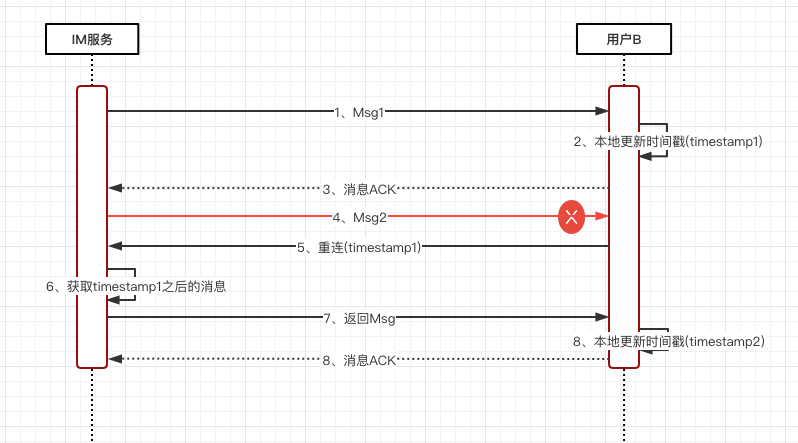 IM服务
用户B
1、Msg1
2、本地更新时间戳(timestamp1)
3、消息ACK
4、Msg2
5、重连(timestamp1)
6、获取timestamp1之后的消息
7、返回Msg
8、本地更新时间戳(timestamp2)
8、消息ACK